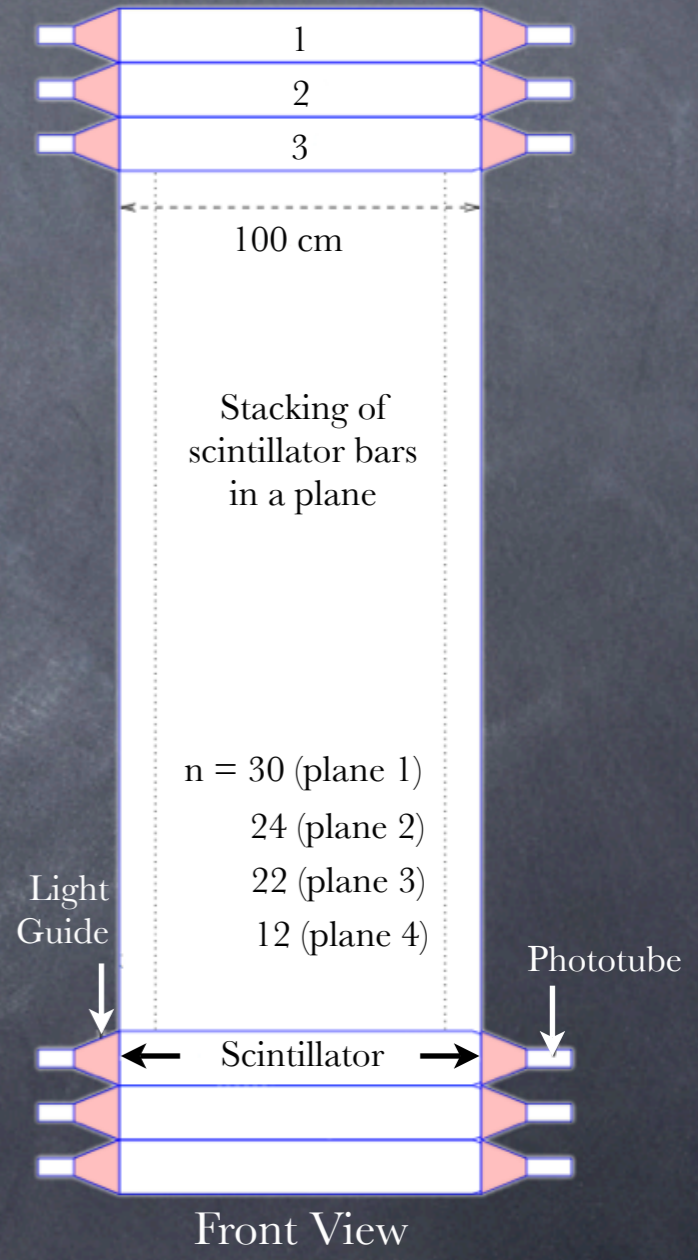 1
2
3
100 cm
Stacking of
scintillator bars
in a plane
n = 30 (plane 1)
24 (plane 2)
22 (plane 3)
12 (plane 4)
Light
Guide
Phototube
Scintillator
Front View